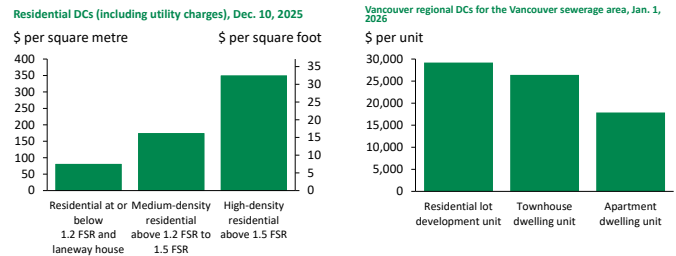 Residential DCs (including utility charges), Dec. 10, 2025
$ per square metre
$ per square foot
400
350
300
250
200
150
100
50
0
35
30
25
20
15
10
5
0
Residential at or
below
1.2 FSR and
laneway house
Medium-density
residential
above 1.2 FSR to
1.5 FSR
High-density
residential
above 1.5 FSR
Vancouver regional DCs for the Vancouver sewerage area, Jan. 1,
2026
$ per unit
30,000
25,000
20,000
15,000
10,000
5,000
0
Residential lot
development unit
Townhouse
dwelling unit
Apartment
dwelling unit